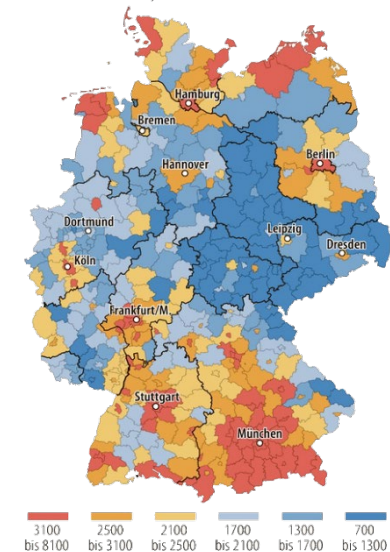 Hamburg
Bremen
Berlin
Hannover
Dortmund
Leipzig
Dresden
Köln
Frankfurt/M
Stuttgart
München
3100 2500 2100 1700 1300 700
bis 8100 bis 3100 bis 2500 bis 2100 bis 1700 bis 1300